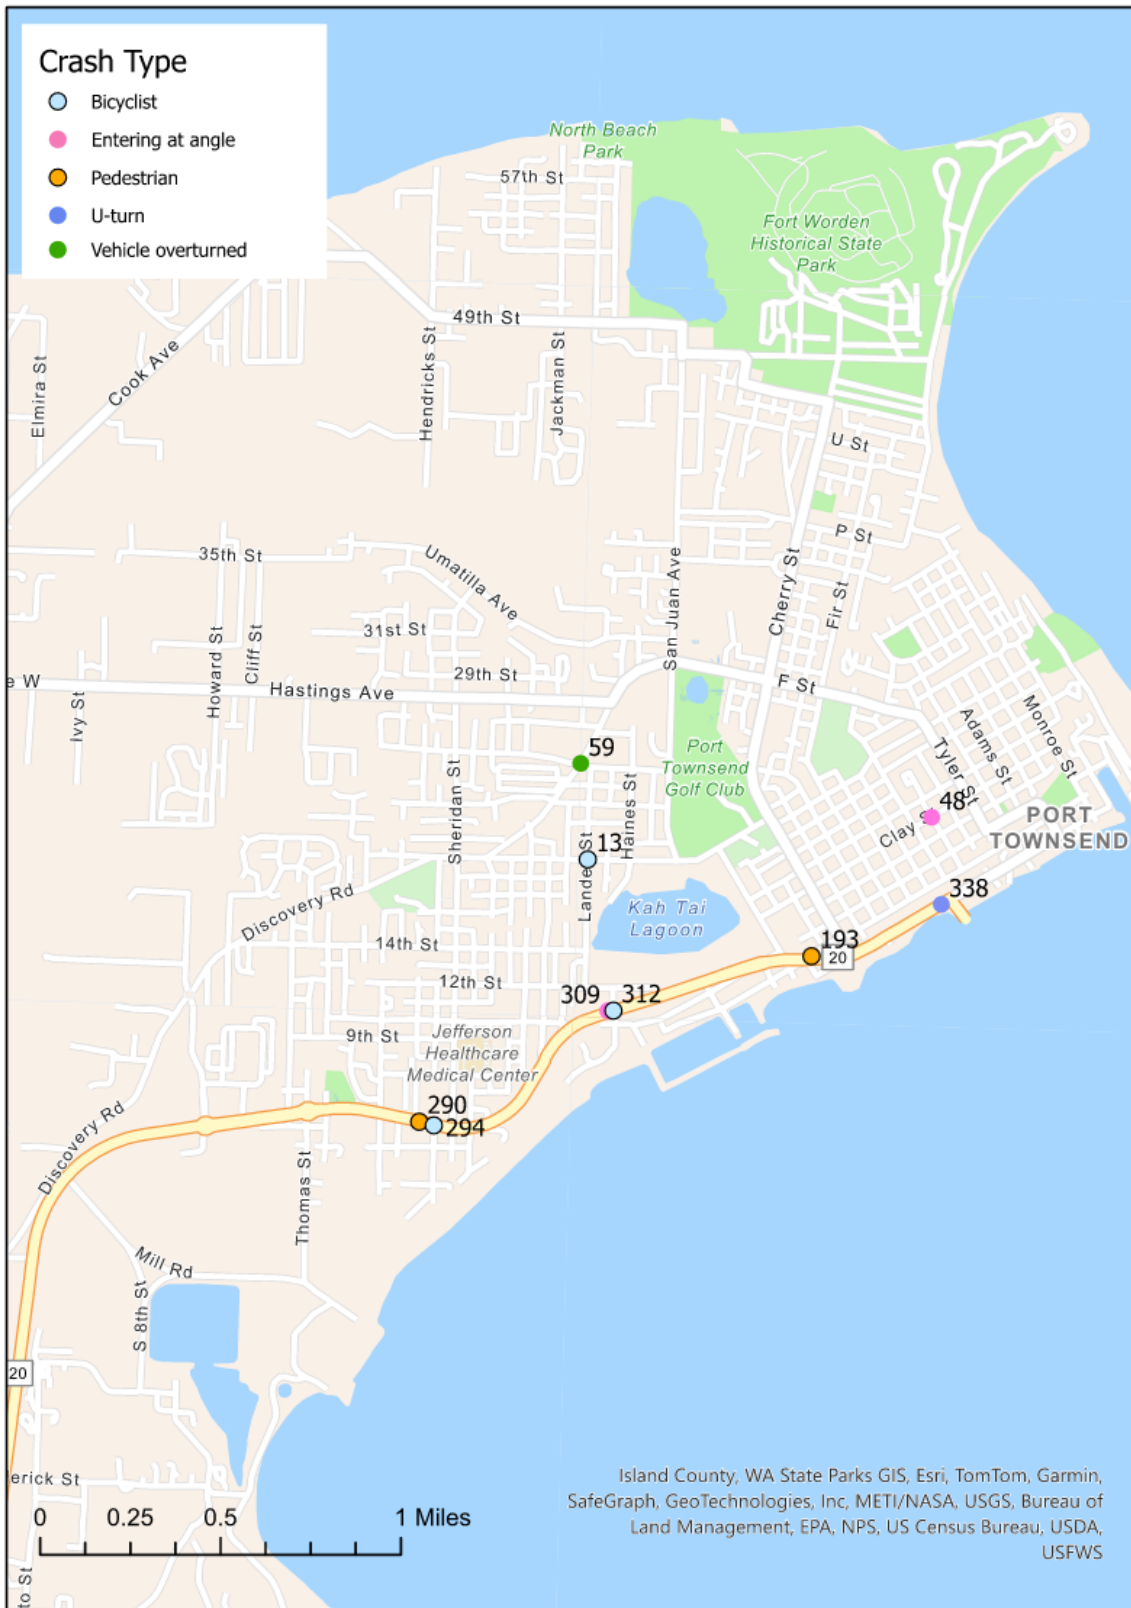 Crash Type
Bicyclist
Entering at angle
Pedestrian
U-turn
Vehicle overturned
North Beach
Park
57th St
Fort Worden
Historical State
Park
49th St
Cook Ave
Elmira St
Hendricks St
Jackman St
U St
P St
35th St
Umatilla Ave
San Juan Ave
Cherry St
Fir St
31st St
Howard St
Cliff St
29th St
e W
Hastings Ave
F St
Ivy St
Monroe St
Adams St
Tyler St
59
Port
Townsend
Golf Club
Sheridan St
Haines St
48
Clay S
PORT
TOWNSEND
13
Lande St
338
Discovery Rd
Kah Tai
Lagoon
14th St
193
20
12th St
309
312
9th St
Jefferson
Healthcare
Medical Center
290
294
Discovery Rd
Thomas St
Mill Rd
S 8th St
20
erick St
0 0.25 0.5 1 Miles
to St
Island County, WA State Parks GIS, Esri, TomTom, Garmin,
SafeGraph, GeoTechnologies, Inc, METI/NASA, USGS, Bureau of
Land Management, EPA, NPS, US Census Bureau, USDA,
USFWS